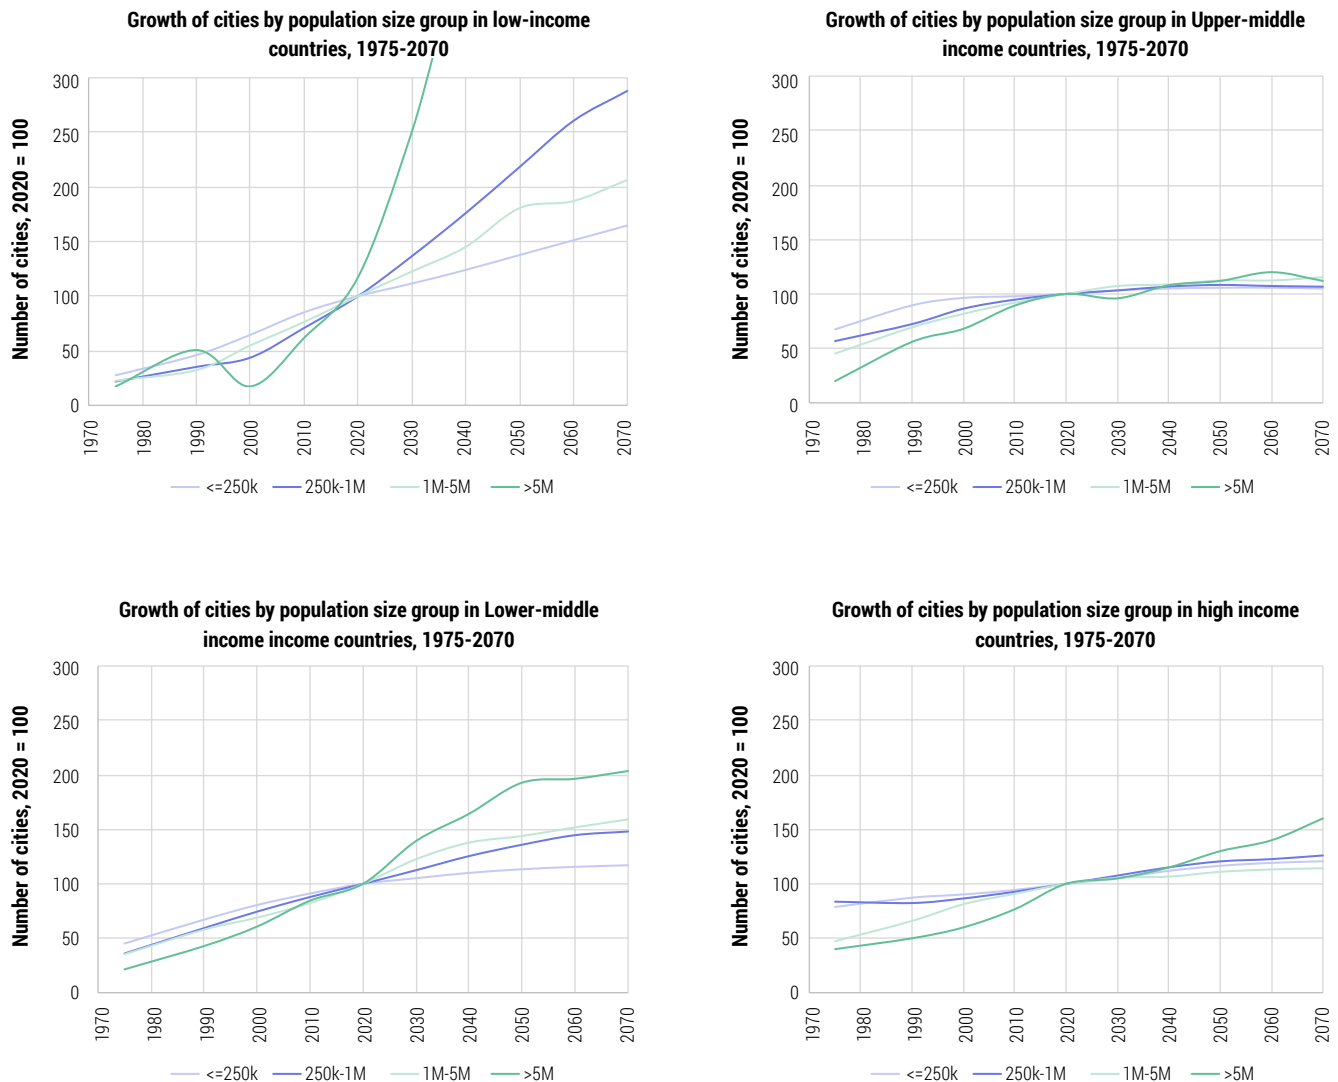 Growth of cities by population size group in low-income
countries, 1975-2070
Number of cities, 2020 = 100
300
250
200
150
100
50
0
1970
1980
1990
2000
2010
2020
2030
2040
2050
2060
2070
<=250k
250k-1M
1M-5M
>5M
Growth of cities by population size group in Upper-middle
income countries, 1975-2070
Number of cities, 2020 = 100
300
250
200
150
100
50
0
1970
1980
1990
2000
2010
2020
2030
2040
2050
2060
2070
<=250k
250k-1M
1M-5M
>5M
Growth of cities by population size group in Lower-middle
income income countries, 1975-2070
Number of cities, 2020 = 100
300
250
200
150
100
50
0
1970
1980
1990
2000
2010
2020
2030
2040
2050
2060
2070
<=250k
250k-1M
1M-5M
>5M
Growth of cities by population size group in high income
countries, 1975-2070
Number of cities, 2020 = 100
300
250
200
150
100
50
0
1970
1980
1990
2000
2010
2020
2030
2040
2050
2060
2070
<=250k
250k-1M
1M-5M
>5M